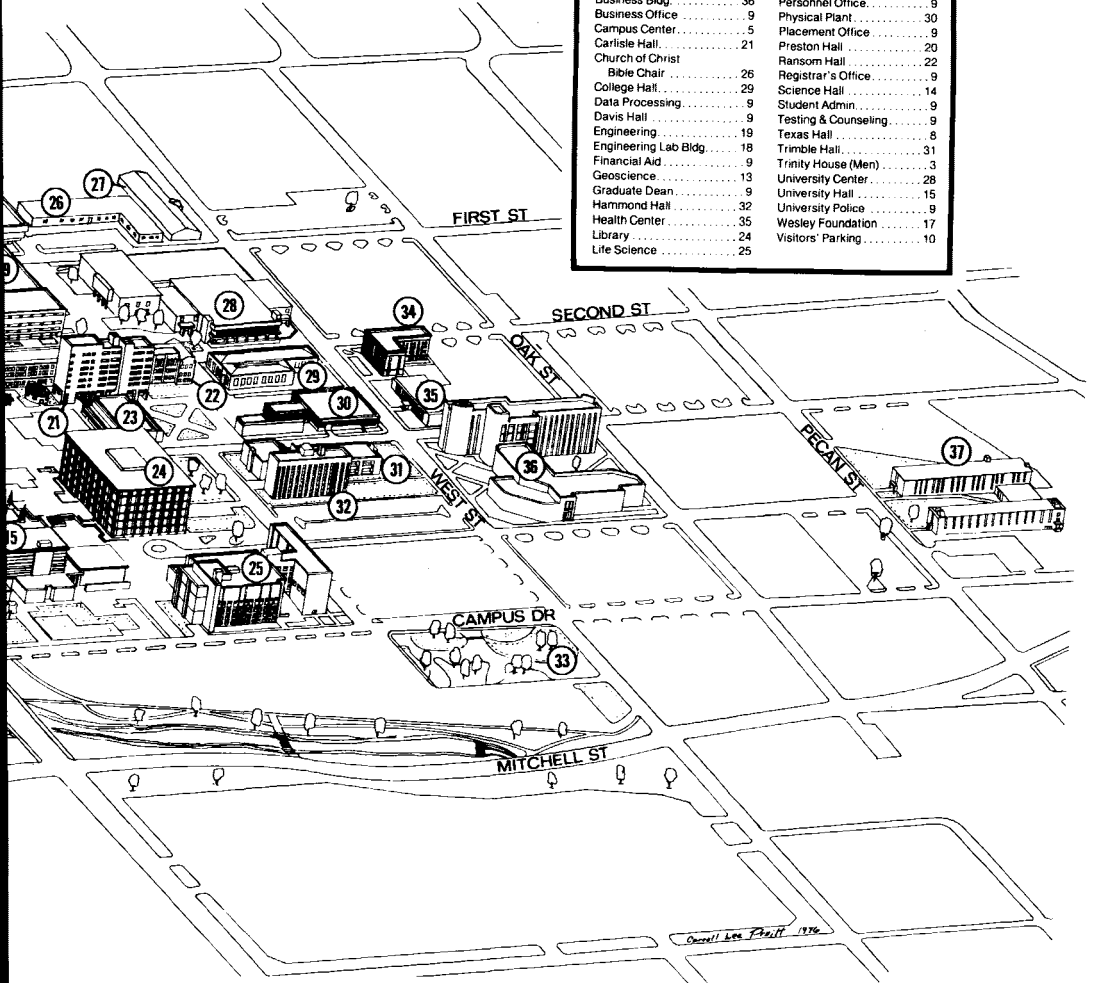 Business Bldg. . . . . . . . . . . . 36
Business Office . . . . . . . . . . 9
Campus Center . . . . . . . . . . 5
Carlisle Hall . . . . . . . . . . . . 21
Church of Christ
Bible Chair . . . . . . . . . . . 26
College Hall . . . . . . . . . . . . 29
Data Processing . . . . . . . . . 9
Davis Hall . . . . . . . . . . . . . 9
Engineering . . . . . . . . . . . . 19
Engineering Lab Bldg. . . . . . 18
Financial Aid . . . . . . . . . . . 9
Geoscience . . . . . . . . . . . . 13
Graduate Dean . . . . . . . . . . 9
Hammond Hall . . . . . . . . . . 32
Health Center . . . . . . . . . . . 35
Library . . . . . . . . . . . . . . . 24
Life Science . . . . . . . . . . . . 25
Personnel Office . . . . . . . . . 9
Physical Plant . . . . . . . . . . . 30
Placement Office . . . . . . . . . 9
Preston Hall . . . . . . . . . . . . 20
Ransom Hall . . . . . . . . . . . . 22
Registrar's Office . . . . . . . . . 9
Science Hall . . . . . . . . . . . . 14
Student Admin. . . . . . . . . . . 9
Testing & Counseling . . . . . . 9
Texas Hall . . . . . . . . . . . . . 8
Trimble Hall . . . . . . . . . . . . 31
Trinity House (Men) . . . . . . . 3
University Center . . . . . . . . . 28
University Hall . . . . . . . . . . . 15
University Police . . . . . . . . . 9
Wesley Foundation . . . . . . . 17
Visitors' Parking . . . . . . . . . . 10
27
26
FIRST ST
28
34
SECOND ST
OAK ST
29
22
35
30
21
23
PECAN ST
37
24
31
36
WEST ST
32
25
CAMPUS DR
33
MITCHELL ST
Carroll Lee Pruitt 1976